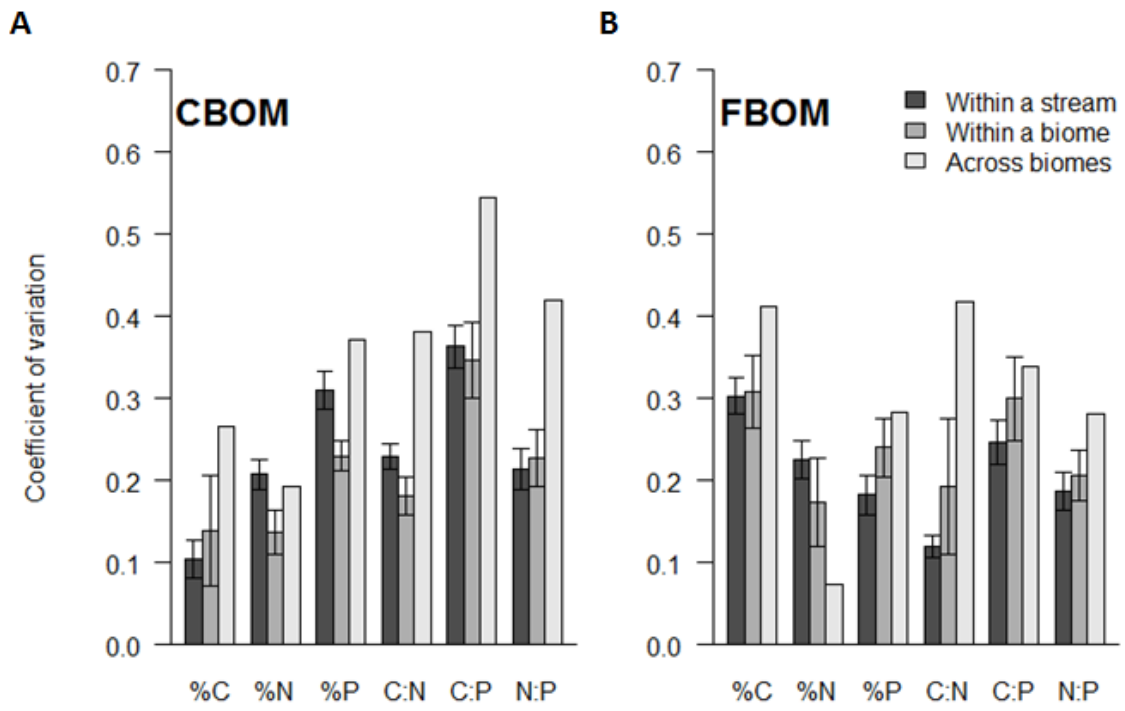 A
B
CBOM
FBOM
Within a stream
Within a biome
Across biomes
Coefficient of variation
0.7
0.6
0.5
0.4
0.3
0.2
0.1
0.0
%C %N %P C:N C:P N:P
0.7
0.6
0.5
0.4
0.3
0.2
0.1
0.0
%C %N %P C:N C:P N:P